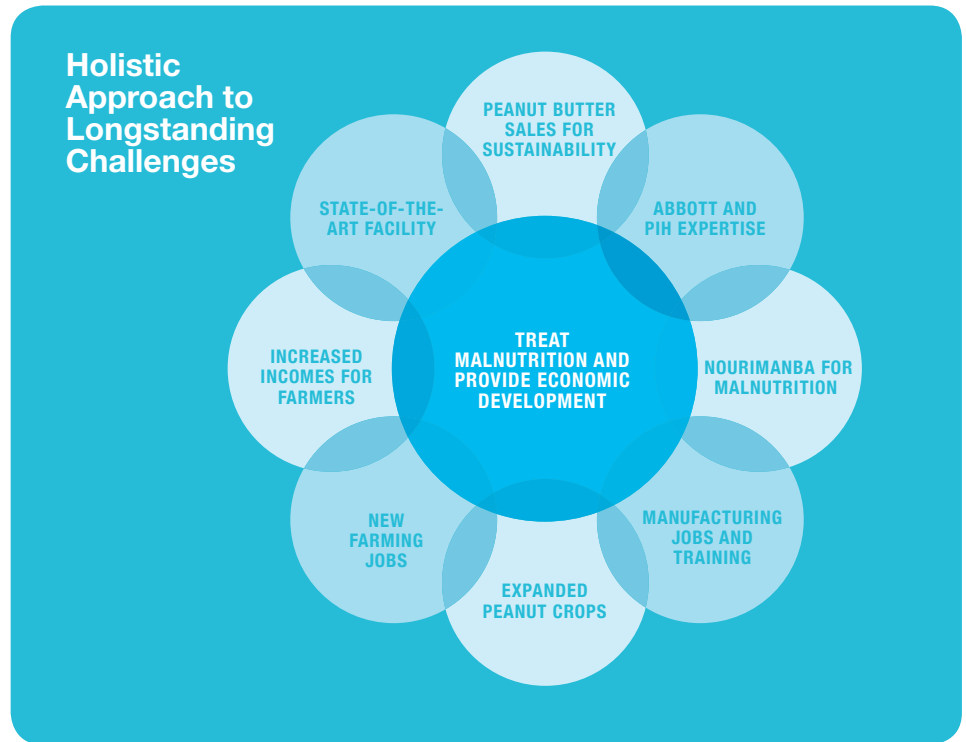 Holistic
Approach to
Longstanding
Challenges
PEANUT BUTTER
SALES FOR
SUSTAINABILITY
ABBOTT AND
PIH EXPERTISE
NOURIMANBA FOR
MALNUTRITION
MANUFACTURING
JOBS AND
TRAINING
EXPANDED
PEANUT CROPS
NEW
FARMING
JOBS
INCREASED
INCOMES FOR
FARMERS
STATE-OF-THE-
ART FACILITY
TREAT
MALNUTRITION AND
PROVIDE ECONOMIC
DEVELOPMENT